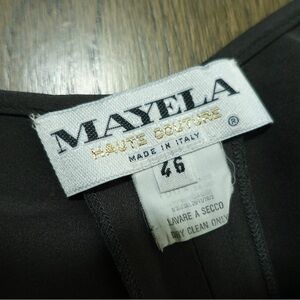 MAYELA
HAUTE COUTURE
®
MADE IN ITALY
46
LAVARE A SECCO
DRY CLEAN ONLY